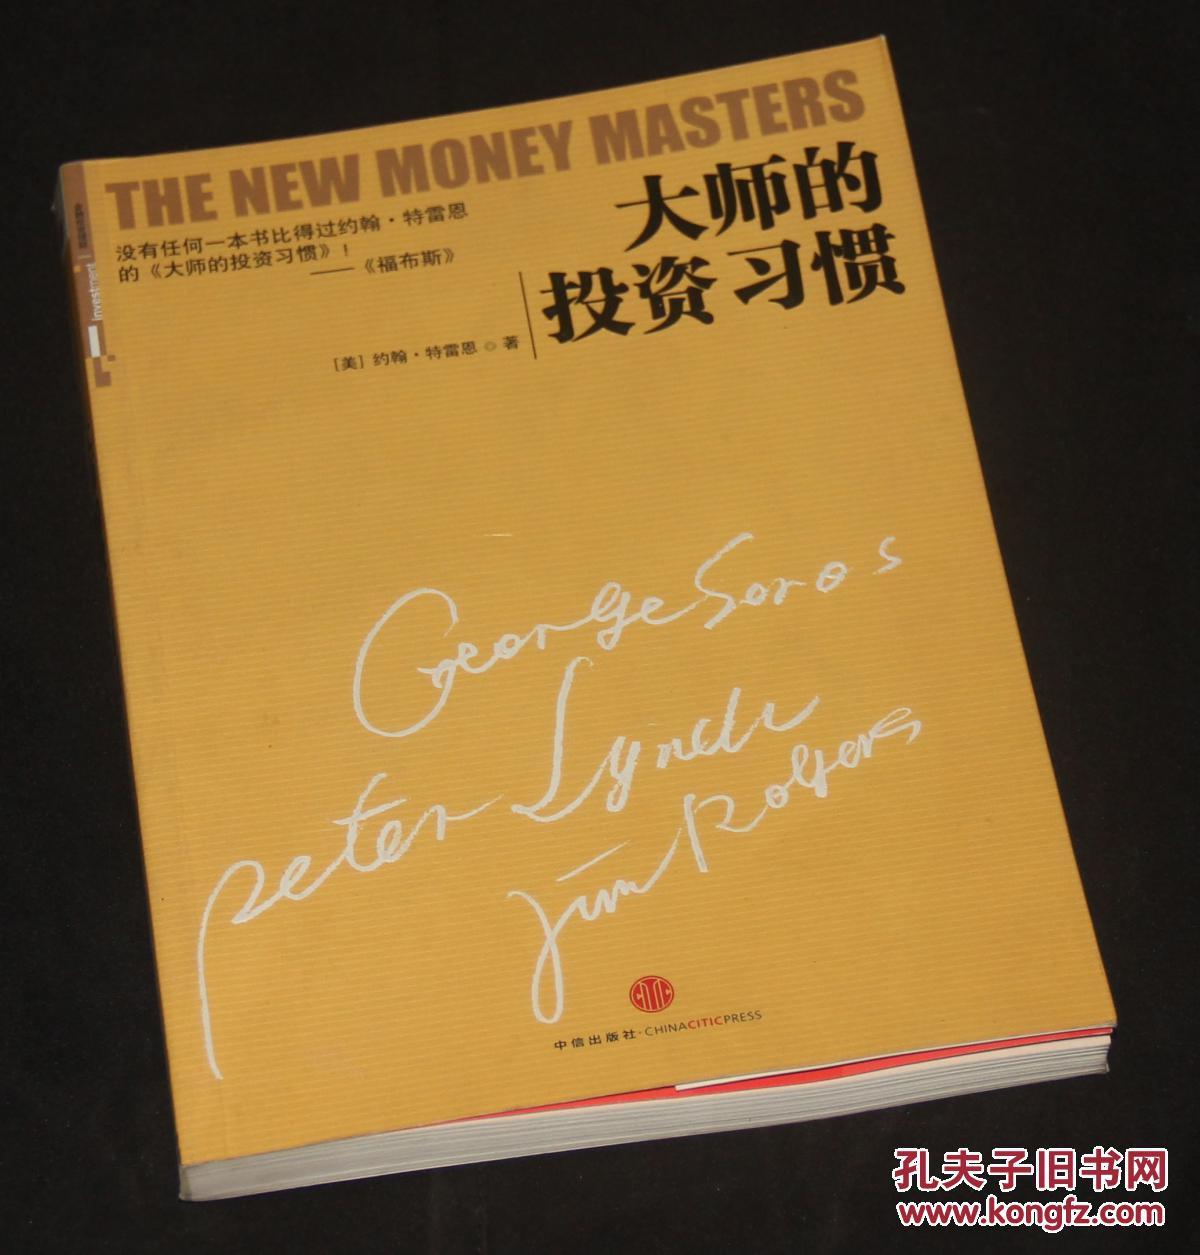 THE NEW MONEY MASTERS
大师的
投资习惯
没有任何一本书比得过约翰·特雷恩
的《大师的投资习惯》!
——《福布斯》
[美] 约翰·特雷恩 ◎ 著
investment
George Soros
Peter Lynch
Jim Rogers
中信出版社·CHINACITICPRESS
孔夫子旧书网
www.kongfz.com